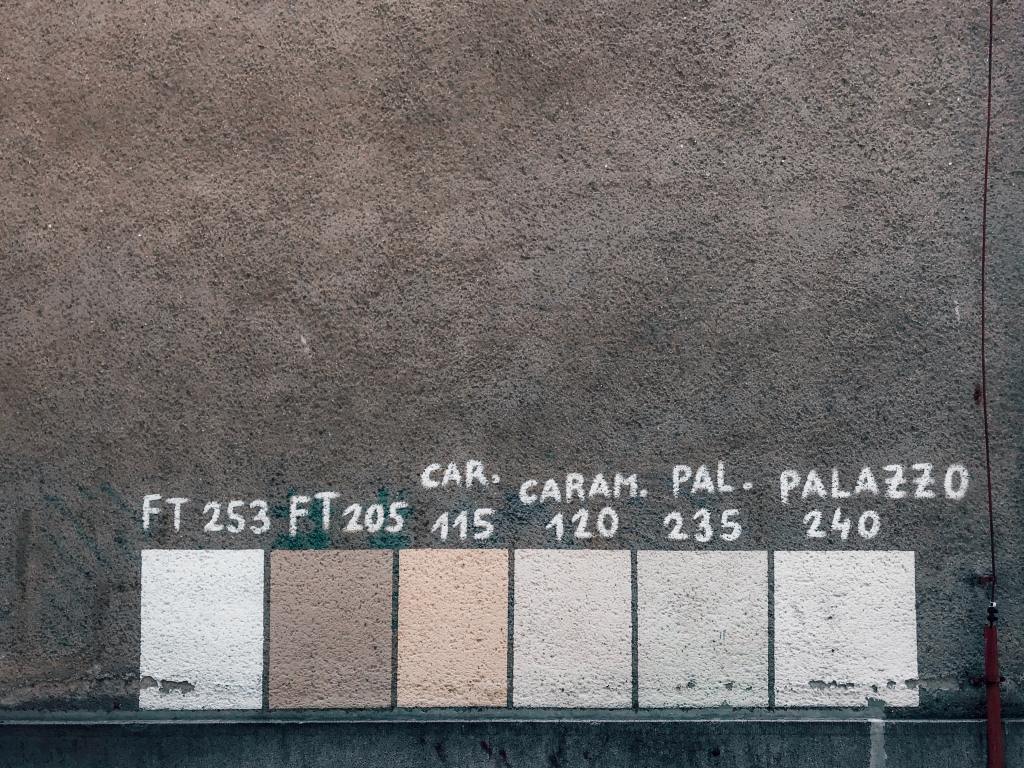 FT 253
FT 205
CAR.
115
CARAM.
120
PAL.
235
PALAZZO
240